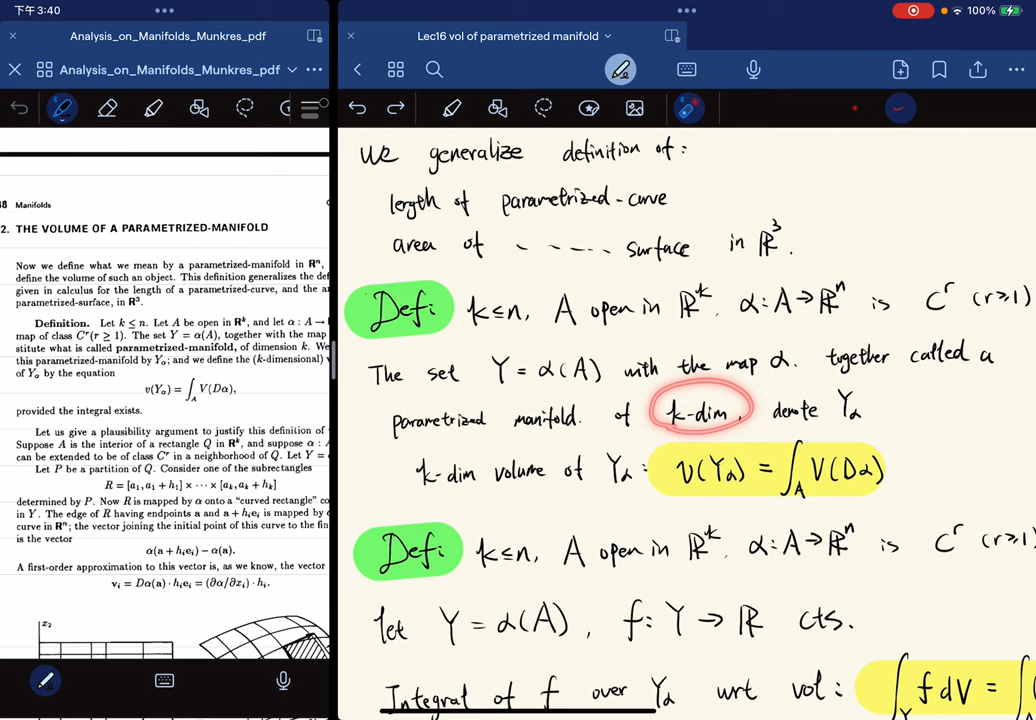 下午3:40
100%
Analysis_on_Manifolds_Munkres_pdf
Analysis_on_Manifolds_Munkres_pdf
48 Manifolds
2. THE VOLUME OF A PARAMETRIZED-MANIFOLD
Now we define what we mean by a parametrized-manifold in Rⁿ,
define the volume of such an object. This definition generalizes the def
given in calculus for the length of a parametrized-curve, and the a
parametrized-surface, in R³.
Definition. Let k ≤ n. Let A be open in Rᵏ, and let α : A →
map of class Cʳ(r ≥ 1). The set Y = α(A), together with the map
stitute what is called parametrized-manifold, of dimension k. We
this parametrized-manifold by Yα; and we define the (k-dimensional) v
of Yα by the equation
v(Yα) = ∫_A V(Dα),
provided the integral exists.
Let us give a plausibility argument to justify this definition of
Suppose A is the interior of a rectangle Q in Rᵏ, and suppose α : A
can be extended to be of class Cʳ in a neighborhood of Q. Let Y =
Let P be a partition of Q. Consider one of the subrectangles
R = [a₁, a₁ + h₁] × ··· × [aₖ, aₖ + hₖ]
determined by P. Now R is mapped by α onto a “curved rectangle” co
in Y. The edge of R having endpoints a and a + hᵢeᵢ is mapped by
curve in Rⁿ; the vector joining the initial point of this curve to the fin
is the vector
α(a + hᵢeᵢ) − α(a).
A first-order approximation to this vector is, as we know, the vector
vᵢ = Dα(a) · hᵢeᵢ = (∂α/∂xᵢ) · hᵢ.
x₂
Lec16 vol of parametrized manifold
We generalize definition of:
length of parametrized-curve
area of - - .... surface in ℝ³.
Def: k≤n, A open in ℝᵏ, α: A→ℝⁿ is Cʳ (r≥1)
The set Y = α(A) with the map α. together called a
parametrized manifold. of k-dim, denote Yα
k-dim volume of Yα: v(Yα) = ∫_A V(Dα)
Def: k≤n, A open in ℝᵏ, α: A→ℝⁿ is Cʳ (r≥1)
let Y = α(A), f: Y → ℝ cts.
Integral of f over Yα wrt vol: ∫_Y f dV = ∫